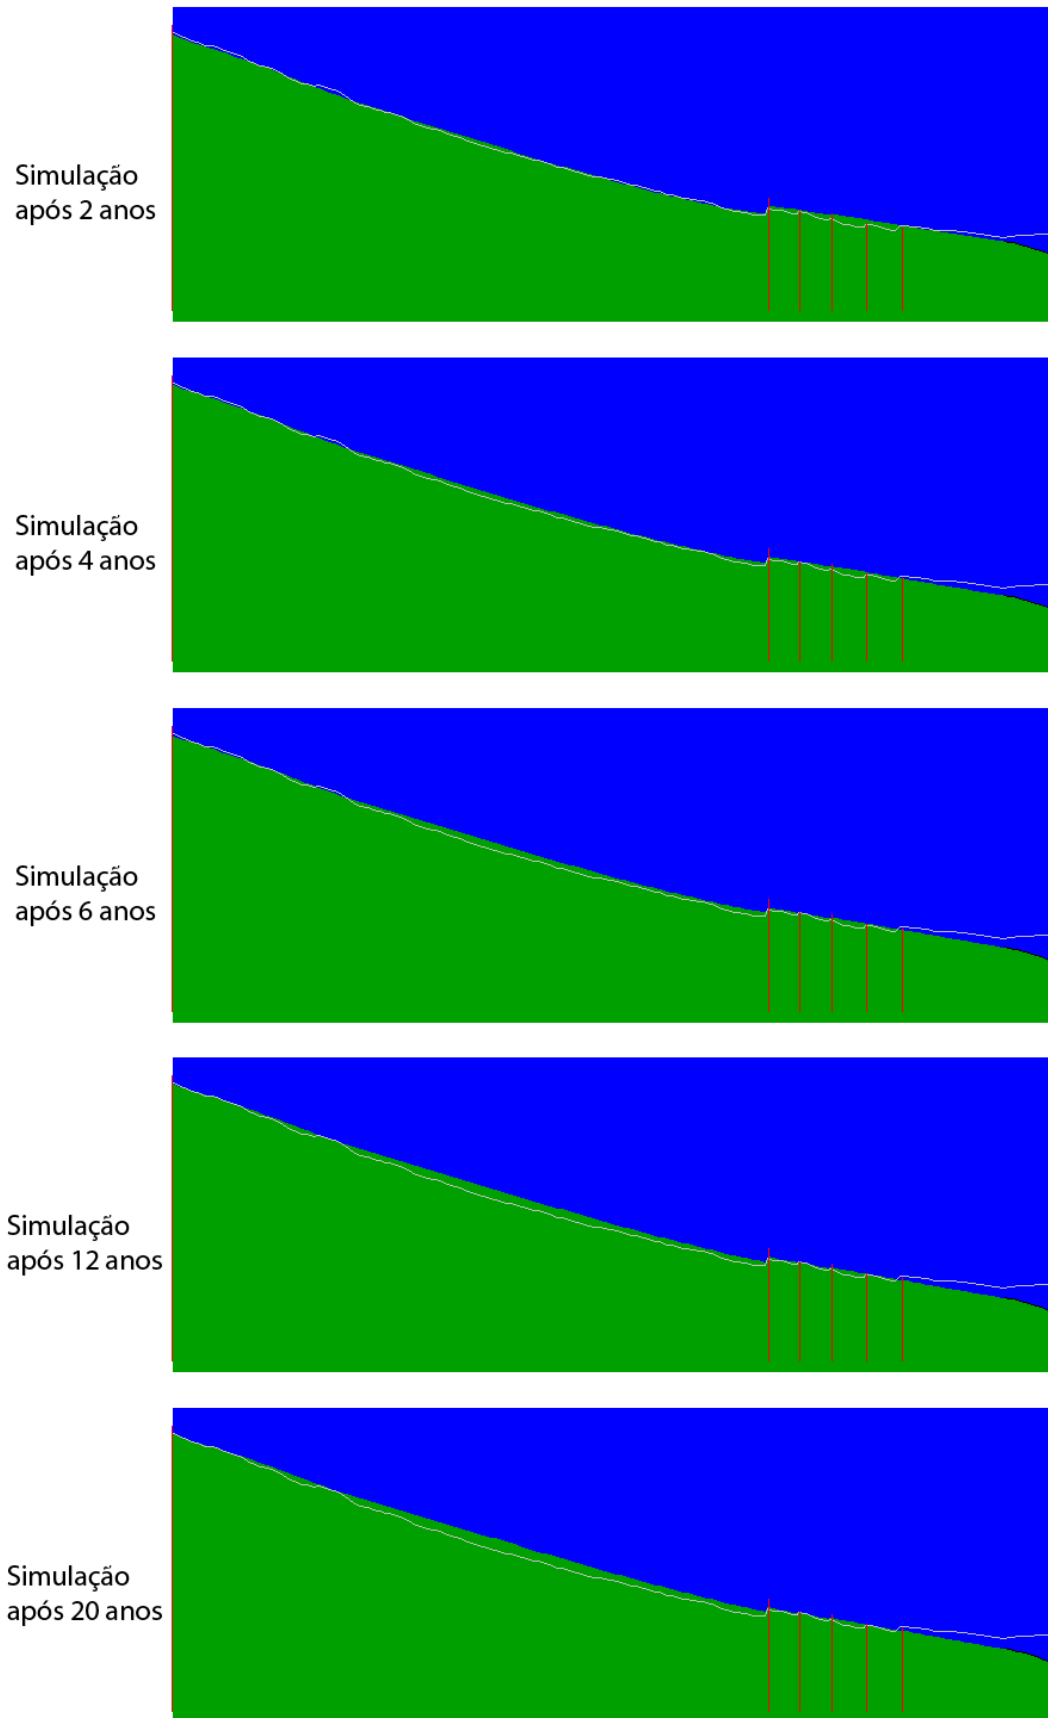 Simulação
após 2 anos
Simulação
após 4 anos
Simulação
após 6 anos
Simulação
após 12 anos
Simulação
após 20 anos